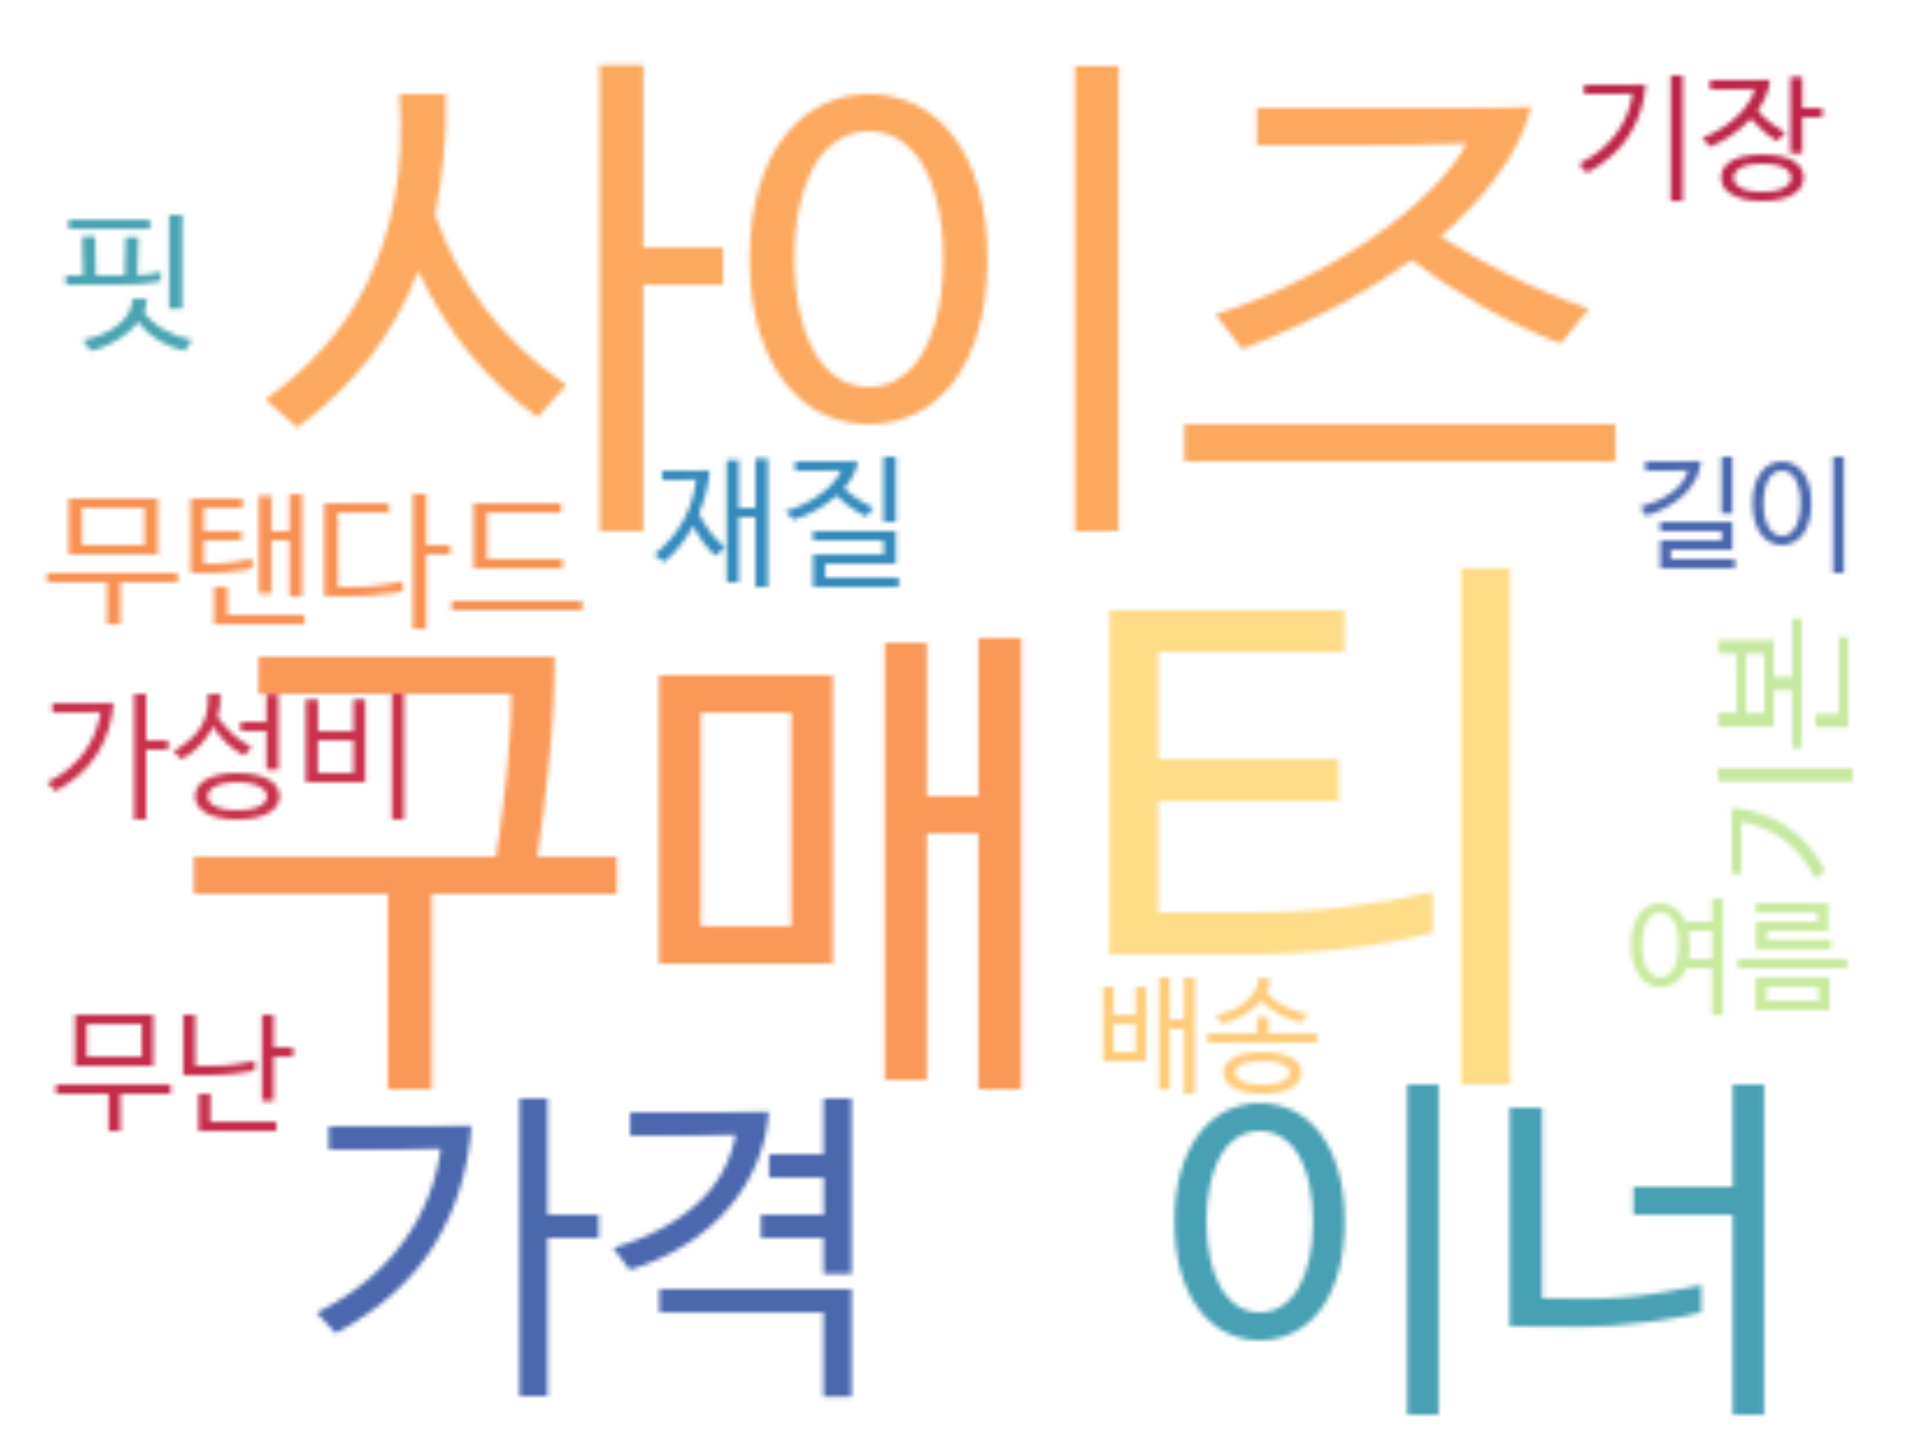 사이즈
기장
핏
재질
길이
무탠다드
티
구매
가성비
기본
여름
배송
무난
가격
이너